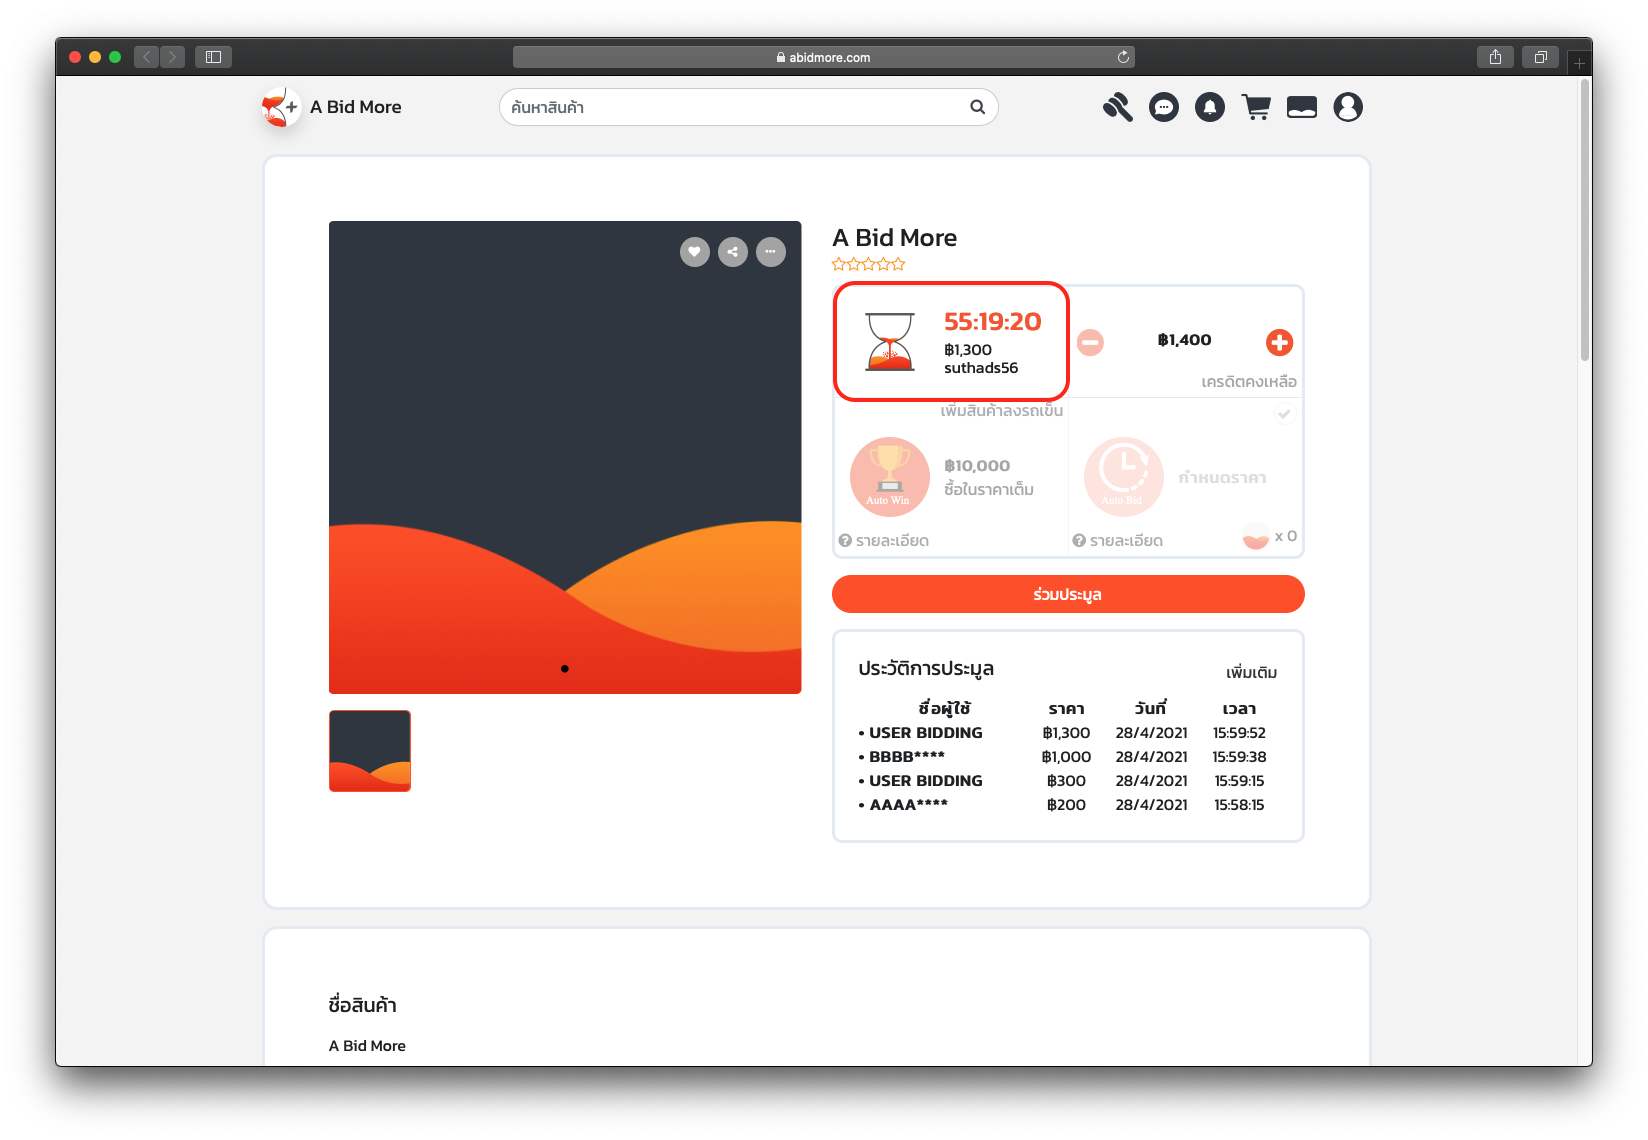 abidmore.com
A Bid More
ค้นหาสินค้า
A Bid More
55:19:20
฿1,300
suthads56
฿1,400
เครดิตคงเหลือ
เพิ่มสินค้าลงรถเข็น
฿10,000
ซื้อในราคาเต็ม
Auto Win
รายละเอียด
กำหนดราคา
Auto Bid
รายละเอียด
x 0
ร่วมประมูล
ประวัติการประมูล
เพิ่มเติม
ชื่อผู้ใช้ ราคา วันที่ เวลา
• USER BIDDING ฿1,300 28/4/2021 15:59:52
• BBBB**** ฿1,000 28/4/2021 15:59:38
• USER BIDDING ฿300 28/4/2021 15:59:15
• AAAA**** ฿200 28/4/2021 15:58:15
ชื่อสินค้า
A Bid More